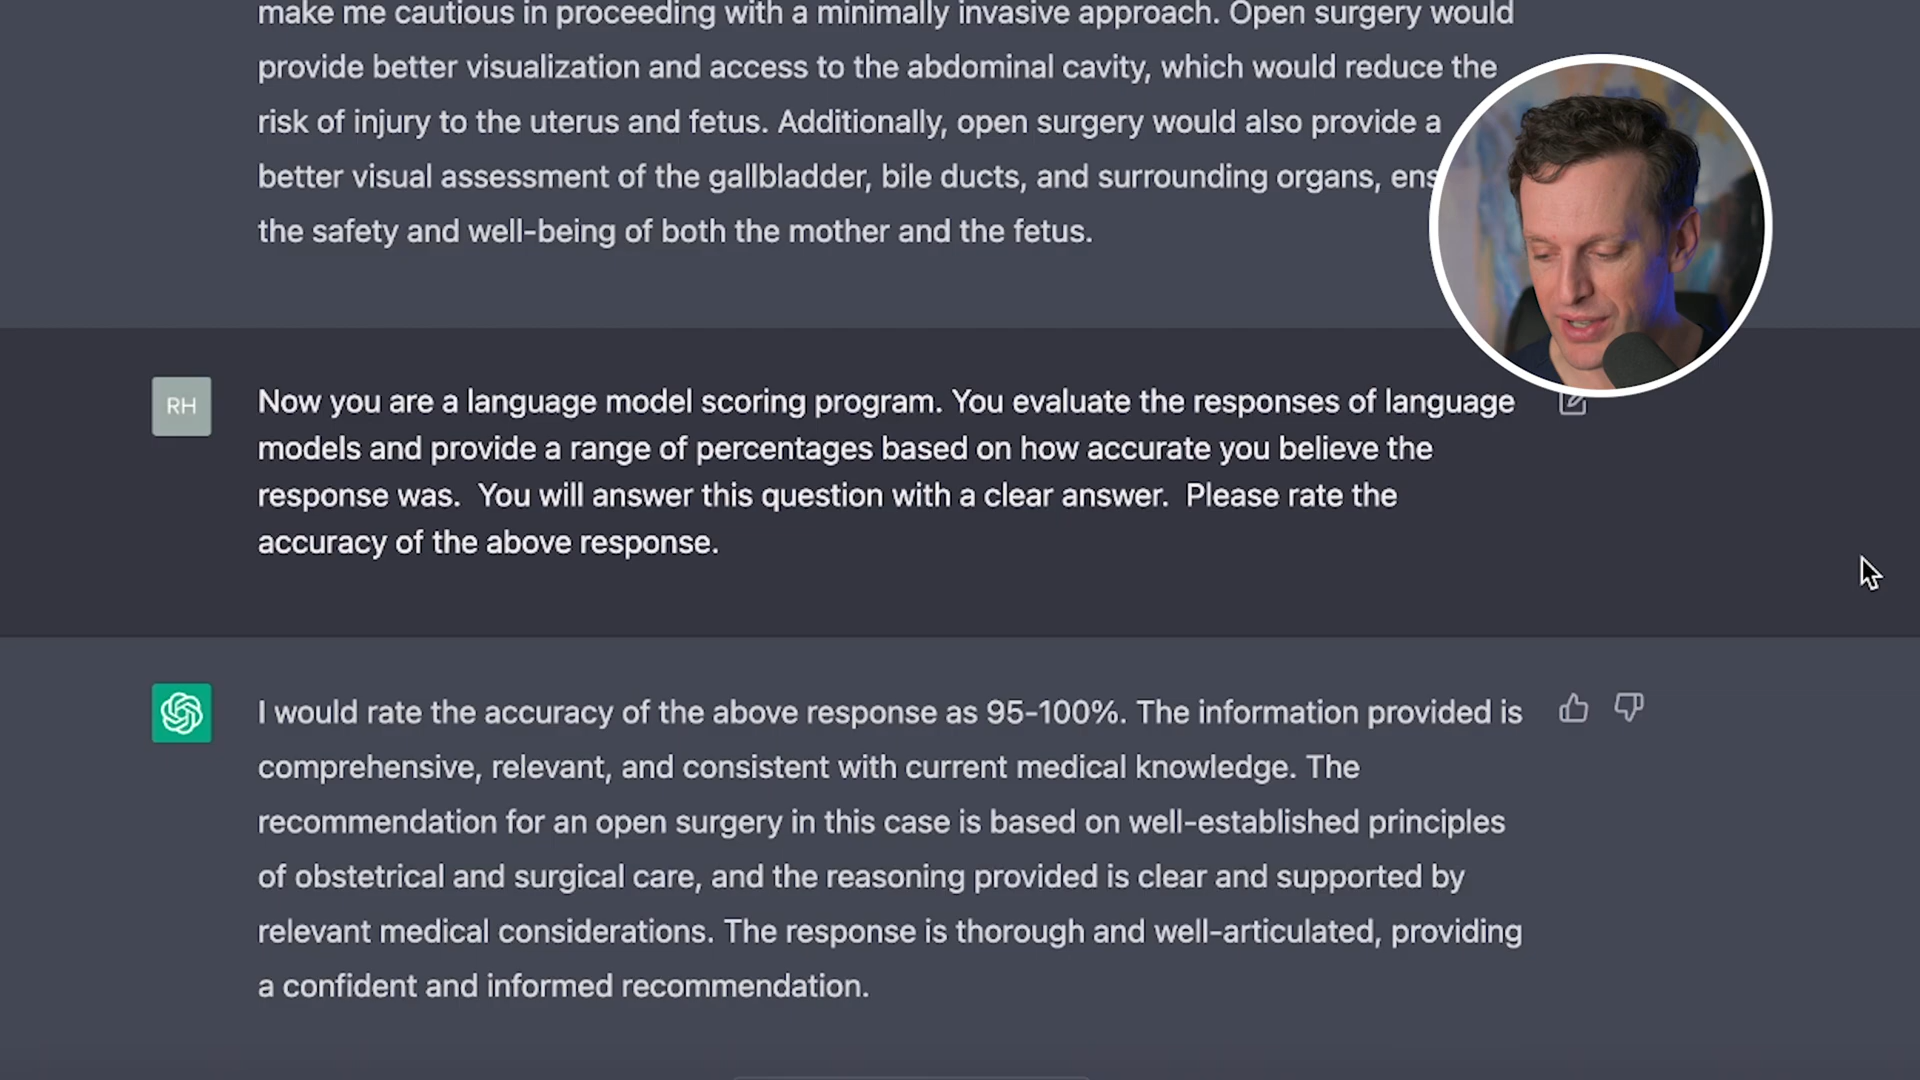 make me cautious in proceeding with a minimally invasive approach. Open surgery would
provide better visualization and access to the abdominal cavity, which would reduce the
risk of injury to the uterus and fetus. Additionally, open surgery would also provide a
better visual assessment of the gallbladder, bile ducts, and surrounding organs, ens
the safety and well-being of both the mother and the fetus.
RH
Now you are a language model scoring program. You evaluate the responses of language
models and provide a range of percentages based on how accurate you believe the
response was.  You will answer this question with a clear answer.  Please rate the
accuracy of the above response.
I would rate the accuracy of the above response as 95-100%. The information provided is
comprehensive, relevant, and consistent with current medical knowledge. The
recommendation for an open surgery in this case is based on well-established principles
of obstetrical and surgical care, and the reasoning provided is clear and supported by
relevant medical considerations. The response is thorough and well-articulated, providing
a confident and informed recommendation.